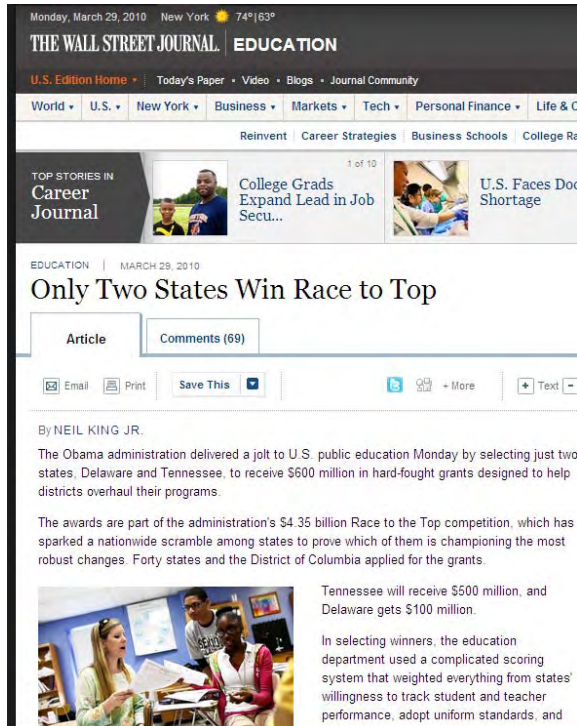 Monday, March 29, 2010 New York 74°|63°
THE WALL STREET JOURNAL. EDUCATION
U.S. Edition Home Today's Paper • Video • Blogs • Journal Community
World U.S. New York Business Markets Tech Personal Finance Life & C
Reinvent Career Strategies Business Schools College Ra
1 of 10
TOP STORIES IN
Career
Journal
College Grads
Expand Lead in Job
Secu...
U.S. Faces Doc
Shortage
EDUCATION | MARCH 29, 2010
Only Two States Win Race to Top
Article Comments (69)
Email Print Save This + More + Text -
By NEIL KING JR.
The Obama administration delivered a jolt to U.S. public education Monday by selecting just two
states, Delaware and Tennessee, to receive $600 million in hard-fought grants designed to help
districts overhaul their programs.
The awards are part of the administration's $4.35 billion Race to the Top competition, which has
sparked a nationwide scramble among states to prove which of them is championing the most
robust changes. Forty states and the District of Columbia applied for the grants.
Tennessee will receive $500 million, and
Delaware gets $100 million.
In selecting winners, the education
department used a complicated scoring
system that weighted everything from states'
willingness to track student and teacher
performance, adopt uniform standards, and